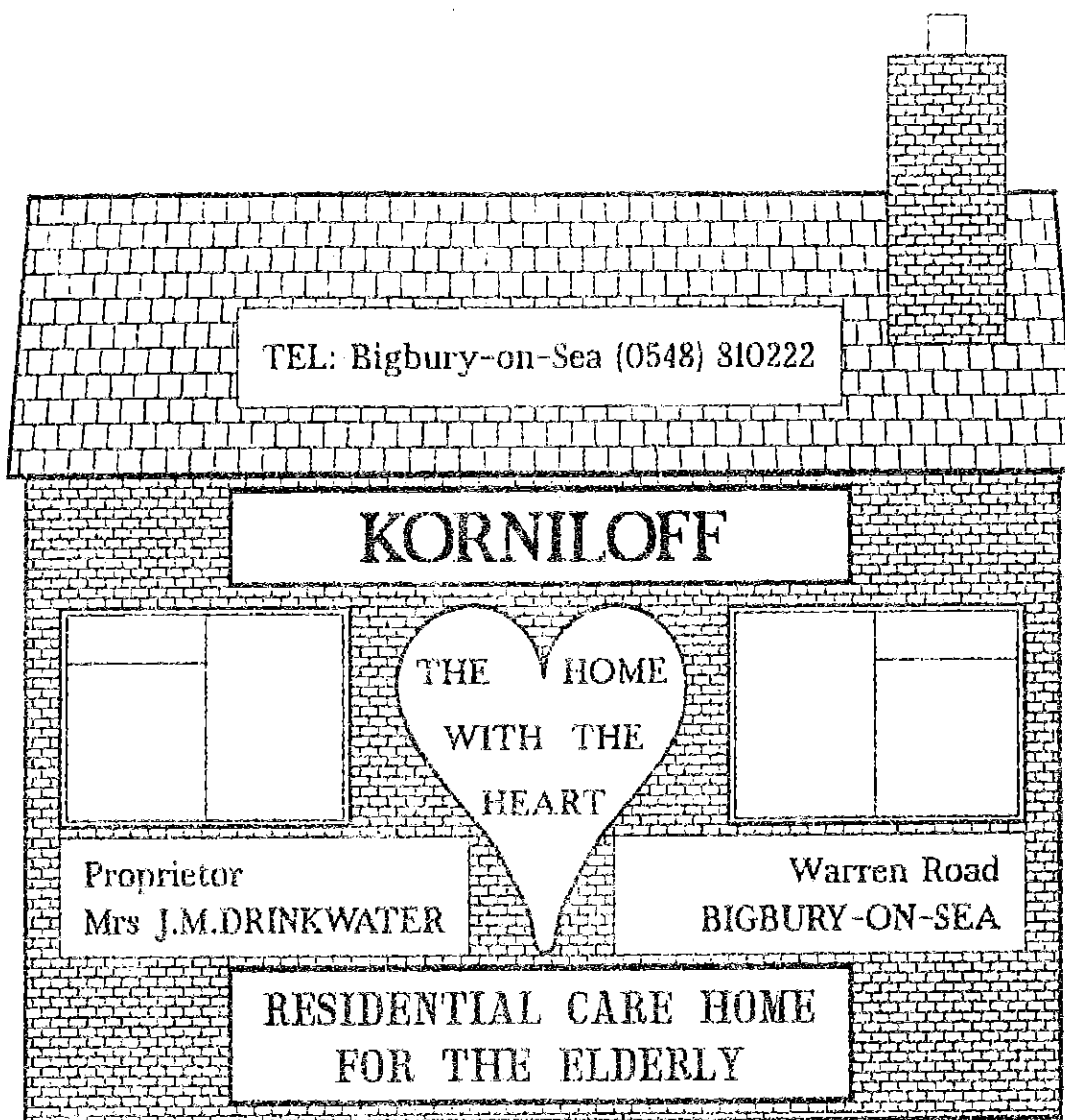 TEL: Bigbury-on-Sea (0548) 810222
KORNILOFF
THE HOME
WITH THE
HEART
Proprietor
Mrs J.M.DRINKWATER
Warren Road
BIGBURY-ON-SEA
RESIDENTIAL CARE HOME
FOR THE ELDERLY